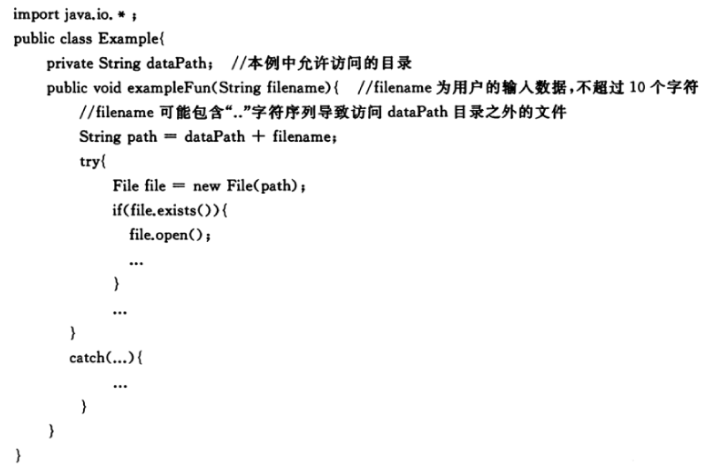 import java.io. * ;
public class Example{
private String dataPath; //本例中允许访问的目录
public void exampleFun(String filename){ //filename 为用户的输人数据,不超过 10 个字符
//filename 可能包含“..”字符序列导致访问 dataPath 目录之外的文件
String path = dataPath + filename;
try{
File file = new File(path);
if(file.exists()){
file.open();
...
}
...
}
catch(...){
...
}
}
}